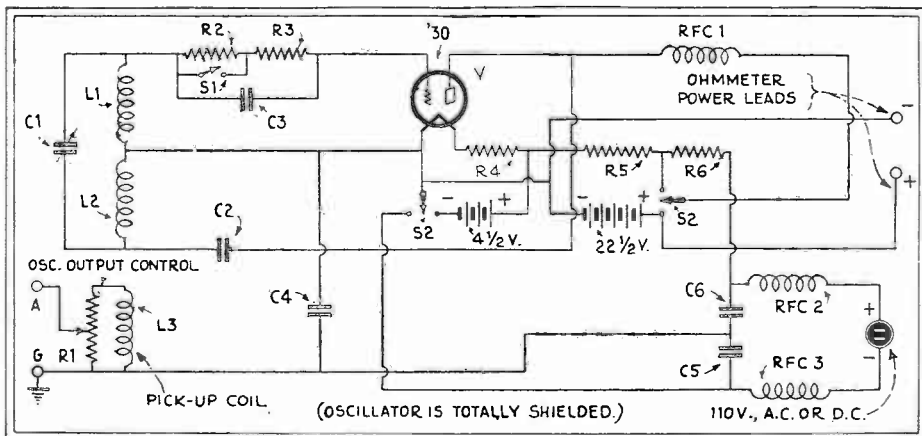 R2
R3
'30
RFC 1
S1
V
OHMMETER
POWER LEADS
L1
C3
C1
−
R4
R5
R6
+
L2
− +
− +
S2
4½ V.
22½ V.
S2
C2
OSC. OUTPUT CONTROL
C4
C6
A
L3
RFC 2
+
R1
−
G
C5
RFC 3
PICK-UP COIL
(OSCILLATOR IS TOTALLY SHIELDED.)
110V., A.C. OR D.C.